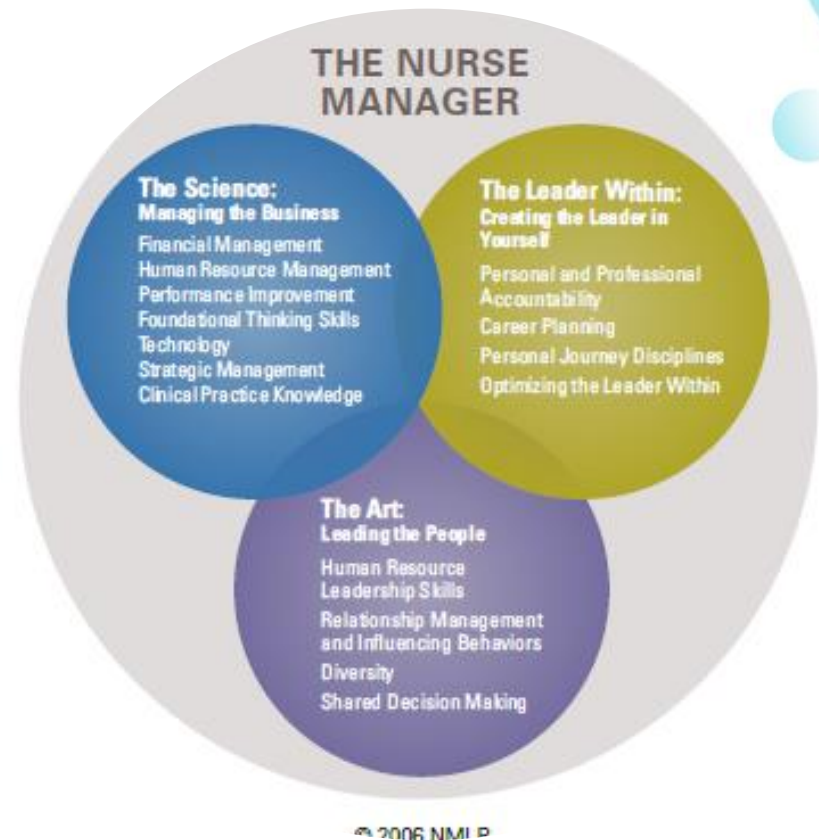 THE NURSE
MANAGER
The Science:
Managing the Business
Financial Management
Human Resource Management
Performance Improvement
Foundational Thinking Skills
Technology
Strategic Management
Clinical Practice Knowledge
The Leader Within:
Creating the Leader in
Yourself
Personal and Professional
Accountability
Career Planning
Personal Journey Disciplines
Optimizing the Leader Within
The Art:
Leading the People
Human Resource
Leadership Skills
Relationship Management
and Influencing Behaviors
Diversity
Shared Decision Making
© 2006 NMLP